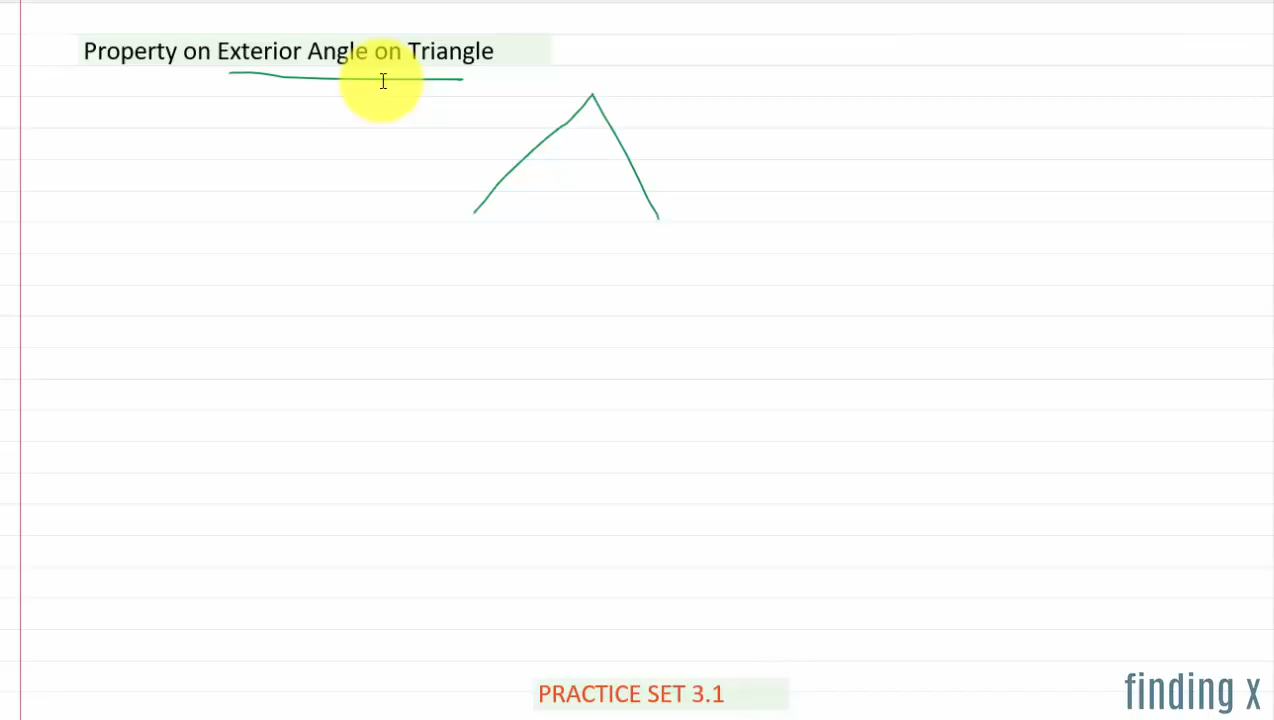 Property on Exterior Angle on Triangle
PRACTICE SET 3.1
finding x